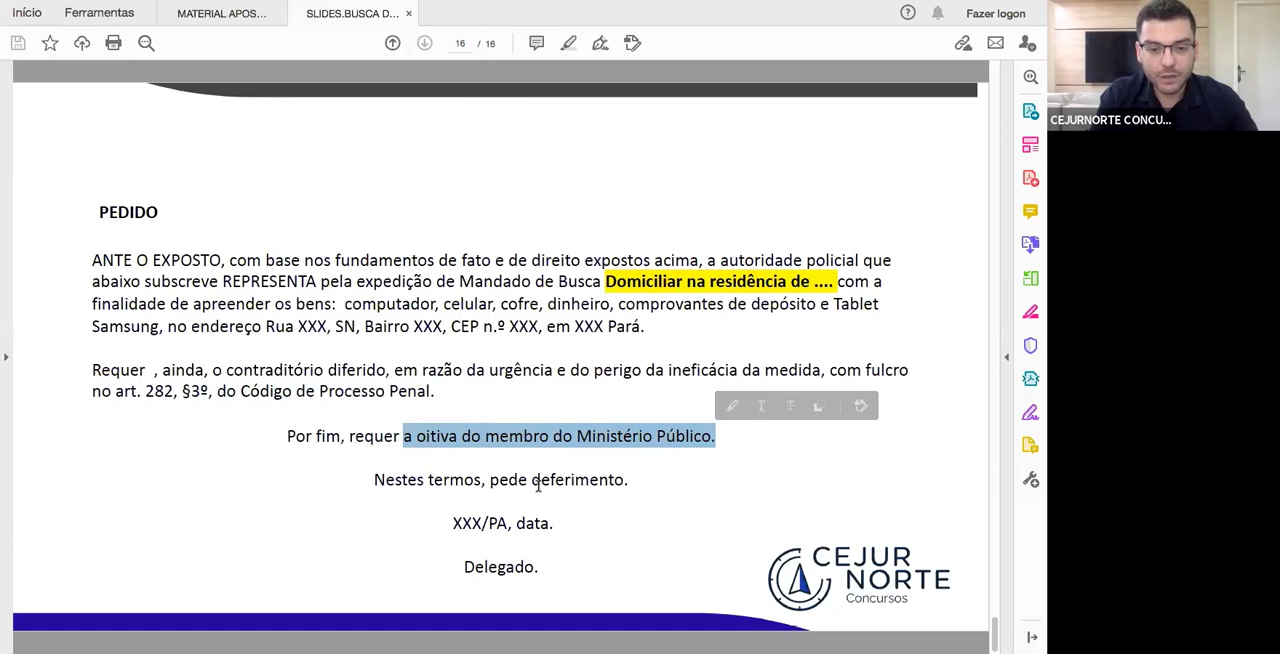 Início Ferramentas MATERIAL APOS... SLIDES.BUSCA D... × Fazer logon
16 / 16
CEJURNORTE CONCU...
PEDIDO
ANTE O EXPOSTO, com base nos fundamentos de fato e de direito expostos acima, a autoridade policial que
abaixo subscreve REPRESENTA pela expedição de Mandado de Busca Domiciliar na residência de .... com a
finalidade de apreender os bens: computador, celular, cofre, dinheiro, comprovantes de depósito e Tablet
Samsung, no endereço Rua XXX, SN, Bairro XXX, CEP n.º XXX, em XXX Pará.
Requer , ainda, o contraditório diferido, em razão da urgência e do perigo da ineficácia da medida, com fulcro
no art. 282, §3º, do Código de Processo Penal.
Por fim, requer a oitiva do membro do Ministério Público.
Nestes termos, pede deferimento.
XXX/PA, data.
Delegado.
CEJUR
NORTE
Concursos